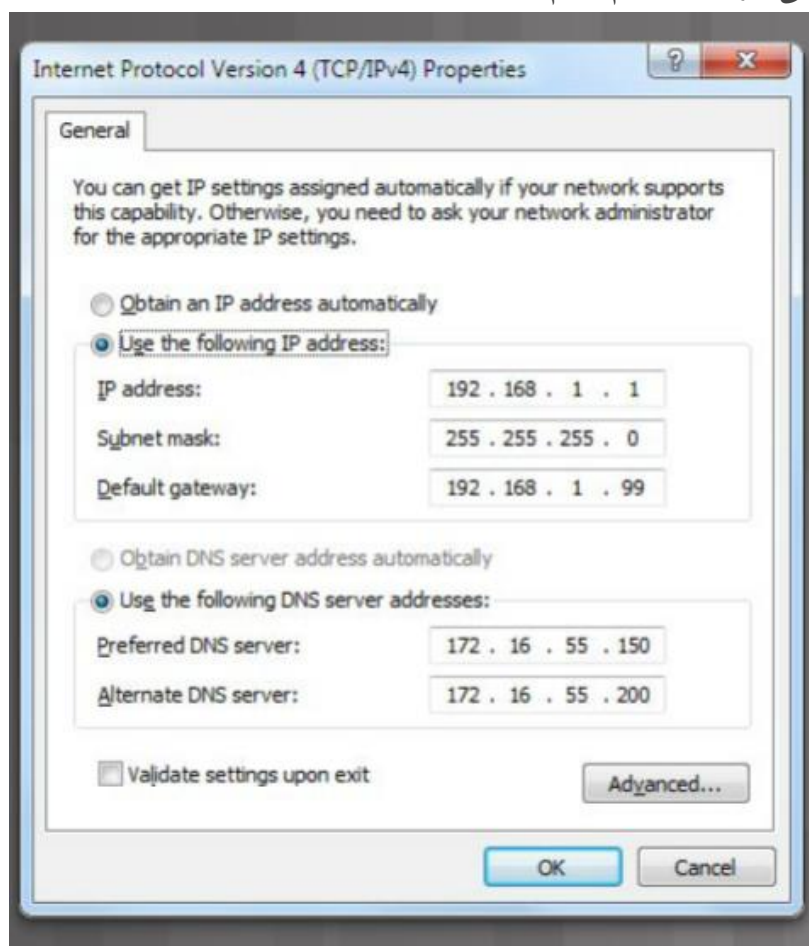 Internet Protocol Version 4 (TCP/IPv4) Properties
General
You can get IP settings assigned automatically if your network supports
this capability. Otherwise, you need to ask your network administrator
for the appropriate IP settings.
Obtain an IP address automatically
Use the following IP address:
IP address: 192 . 168 . 1 . 1
Subnet mask: 255 . 255 . 255 . 0
Default gateway: 192 . 168 . 1 . 99
Obtain DNS server address automatically
Use the following DNS server addresses:
Preferred DNS server: 172 . 16 . 55 . 150
Alternate DNS server: 172 . 16 . 55 . 200
Validate settings upon exit
Advanced...
OK Cancel